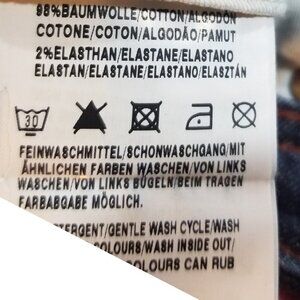 98%BAUMWOLLE/COTTON/ALGODÓN
COTONE/COTTON/ALGODÃO/PAMUT
2%ELASTHAN/ELASTANE/ELASTANO
ELASTAN/ELASTANE/ELASTANO/ELASZTÁN
30
FEINWASCHMITTEL/SCHONWASCHGANG/MIT
ÄHNLICHEN FARBEN WASCHEN/VON LINKS
WASCHEN/VON LINKS BÜGELN/BEIM TRAGEN
FARBABGABE MÖGLICH.
/GENTLE WASH CYCLE/WASH
COLOURS/WASH INSIDE OUT/
COLOURS CAN RUB